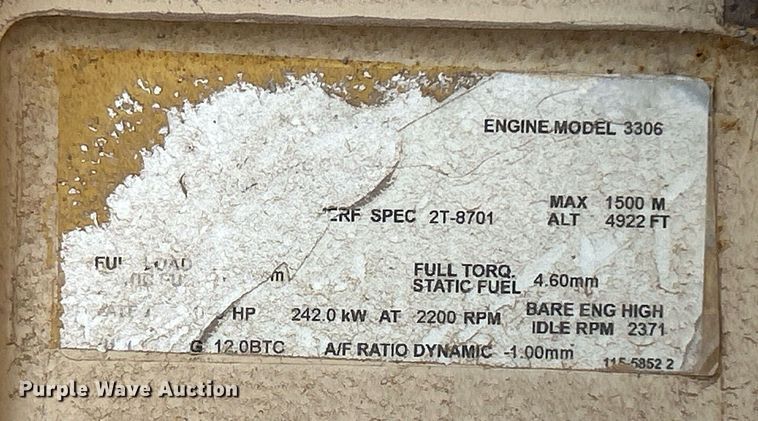 ENGINE MODEL 3306
MAX 1500 M
ERF SPEC 2T-8701 ALT 4922 FT
FUL LOAD m FULL TORQ.
STATIC FUEL 4.60mm
HP 242.0 kW AT 2200 RPM BARE ENG HIGH
IDLE RPM 2371
G 12.0BTC A/F RATIO DYNAMIC -1.00mm
115-5852 2
Purple Wave Auction